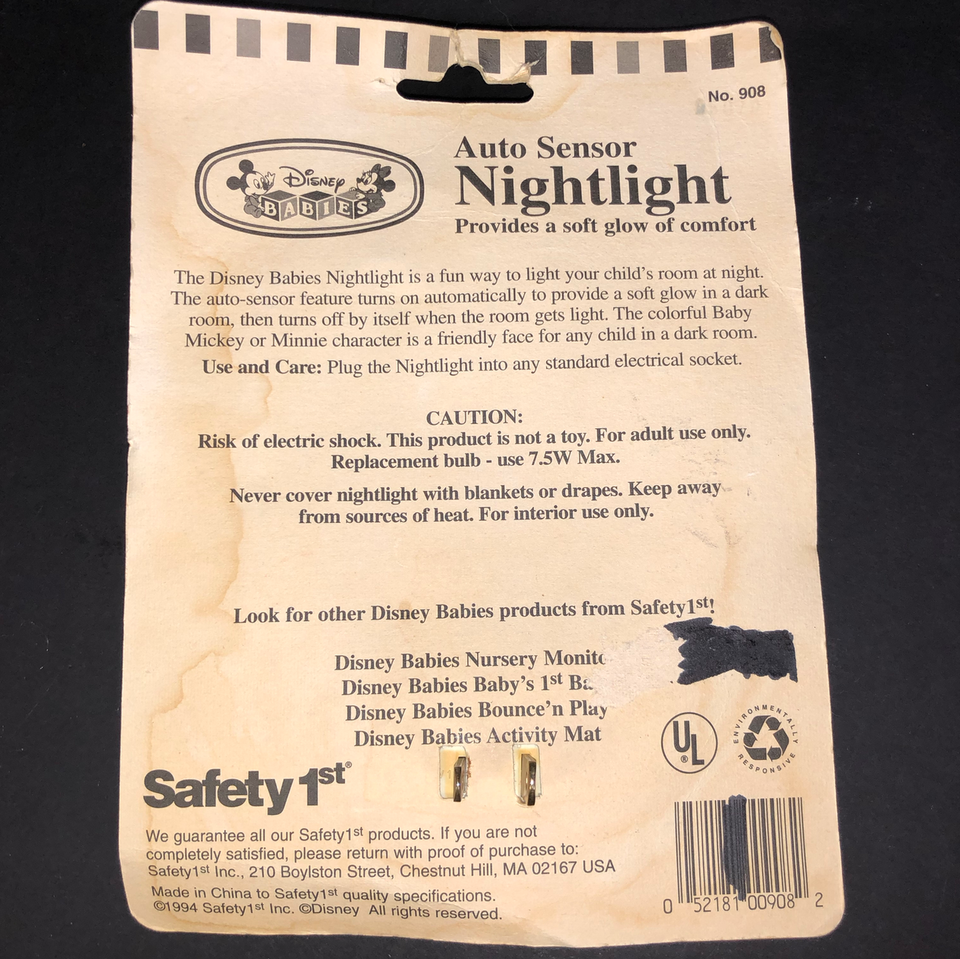 No. 908
Disney
BABIES
Auto Sensor
Nightlight
Provides a soft glow of comfort
The Disney Babies Nightlight is a fun way to light your child's room at night.
The auto-sensor feature turns on automatically to provide a soft glow in a dark
room, then turns off by itself when the room gets light. The colorful Baby
Mickey or Minnie character is a friendly face for any child in a dark room.
Use and Care: Plug the Nightlight into any standard electrical socket.
CAUTION:
Risk of electric shock. This product is not a toy. For adult use only.
Replacement bulb - use 7.5W Max.
Never cover nightlight with blankets or drapes. Keep away
from sources of heat. For interior use only.
Look for other Disney Babies products from Safety1st!
Disney Babies Nursery
Disney Babies Baby's 1st
Disney Babies Bounce'n Play
Disney Babies Activity Mat
UL®
ENVIRONMENTALLY
RESPONSIVE
Safety 1st®
We guarantee all our Safety1st products. If you are not
completely satisfied, please return with proof of purchase to:
Safety1st Inc., 210 Boylston Street, Chestnut Hill, MA 02167 USA
Made in China to Safety1st quality specifications.
©1994 Safety1st Inc. ©Disney All rights reserved.
0 52181 00908 2